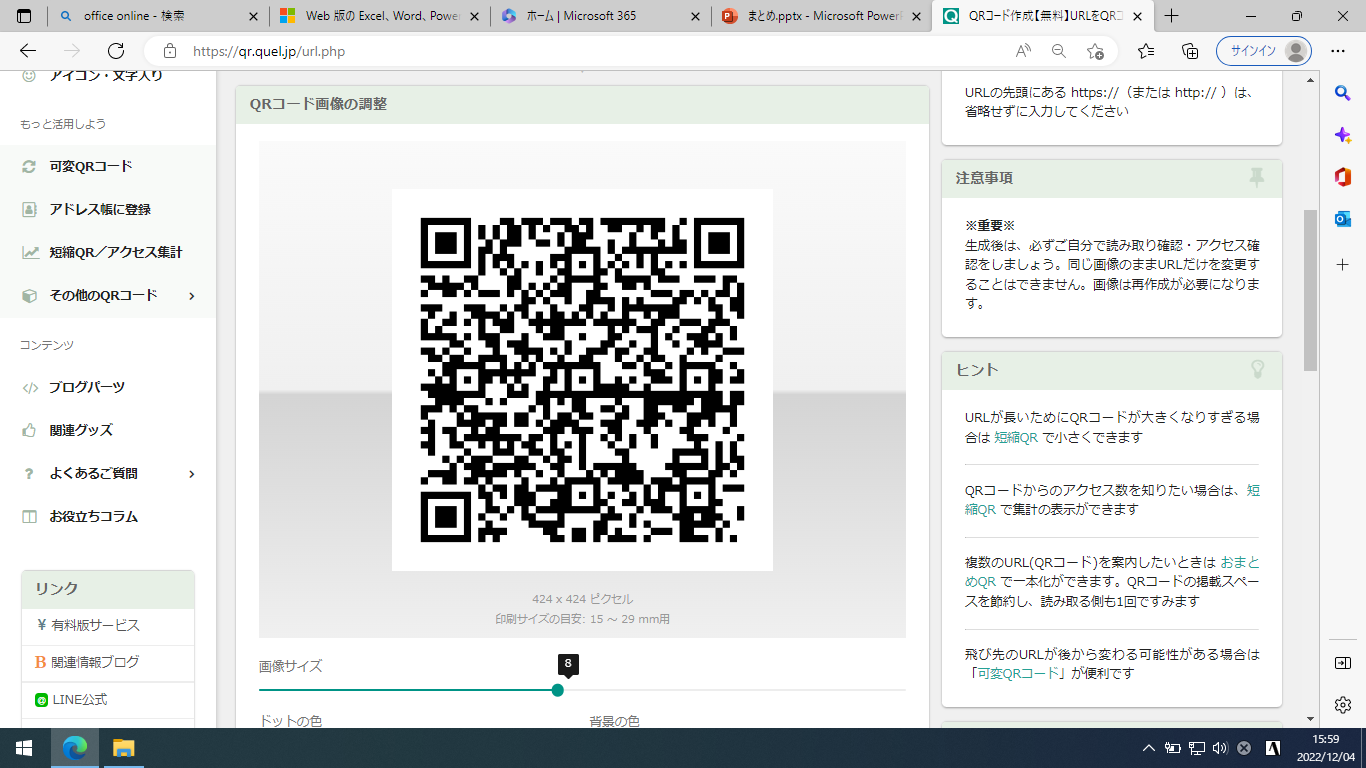 office online - 検索
Web 版の Excel、Word、Power
ホーム | Microsoft 365
まとめ.pptx - Microsoft PowerP
QRコード作成【無料】URLをQRコ
https://qr.quel.jp/url.php
サインイン
アイコン・文字入り
もっと活用しよう
可変QRコード
アドレス帳に登録
短縮QR／アクセス集計
その他のQRコード
コンテンツ
ブログパーツ
関連グッズ
よくあるご質問
お役立ちコラム
リンク
¥ 有料版サービス
B 関連情報ブログ
LINE公式
QRコード画像の調整
424 x 424 ピクセル
印刷サイズの目安: 15 ～ 29 mm用
画像サイズ
8
ドットの色
背景の色
URLの先頭にある https://（または http:// ）は、
省略せずに入力してください
注意事項
※重要※
生成後は、必ずご自分で読み取り確認・アクセス確
認をしましょう。同じ画像のままURLだけを変更す
ることはできません。画像は再作成が必要になりま
す。
ヒント
URLが長いためにQRコードが大きくなりすぎる場
合は 短縮QR で小さくできます
QRコードからのアクセス数を知りたい場合は、短
縮QR で集計の表示ができます
複数のURL(QRコード)を案内したいときは おまと
めQR で一本化ができます。QRコードの掲載スペー
スを節約し、読み取る側も1回ですみます
飛び先のURLが後から変わる可能性がある場合は
「可変QRコード」が便利です
A
15:59
2022/12/04